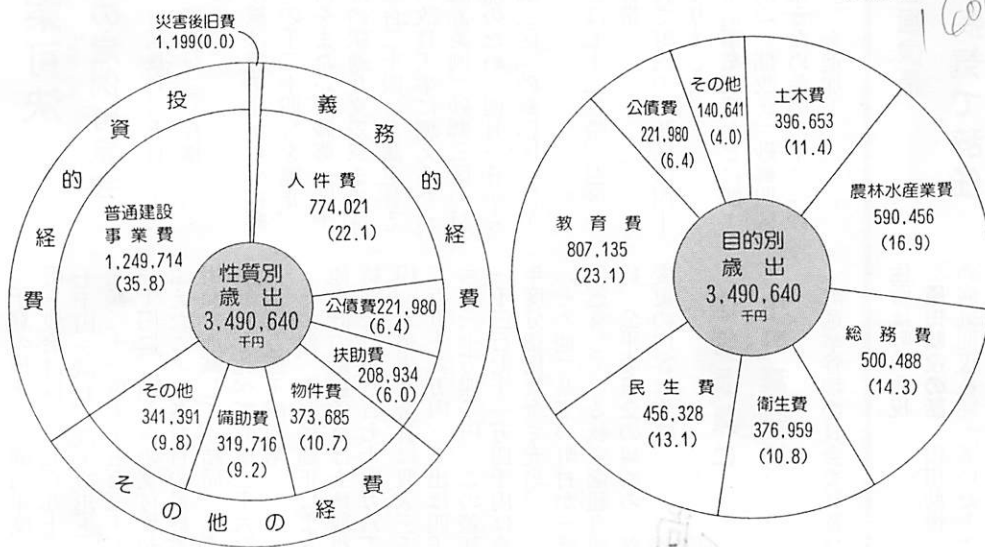 災害後旧費
1,199(0.0)
義務的経費
人件費
774,021
(22.1)
公債費221,980
(6.4)
扶助費
208,934
(6.0)
その他の経費
物件費
373,685
(10.7)
備助費
319,716
(9.2)
その他
341,391
(9.8)
投資的経費
普通建設
事業費
1,249,714
(35.8)
性質別
歳出
3,490,640
千円
土木費
396,653
(11.4)
農林水産業費
590,456
(16.9)
総務費
500,488
(14.3)
衛生費
376,959
(10.8)
民生費
456,328
(13.1)
教育費
807,135
(23.1)
公債費
221,980
(6.4)
その他
140,641
(4.0)
目的別
歳出
3,490,640
千円